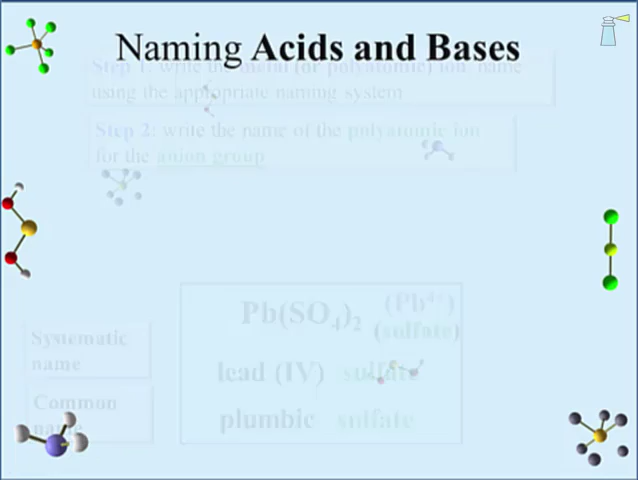 Naming Acids and Bases
Step 1: write the metal (or polyatomic) ion name
using the appropriate naming system
Step 2: write the name of the polyatomic ion
for the anion group
Pb(SO₄)₂ (Pb⁴⁺)
(sulfate)
Systematic
name
lead (IV) sulfate
Common
name
plumbic sulfate